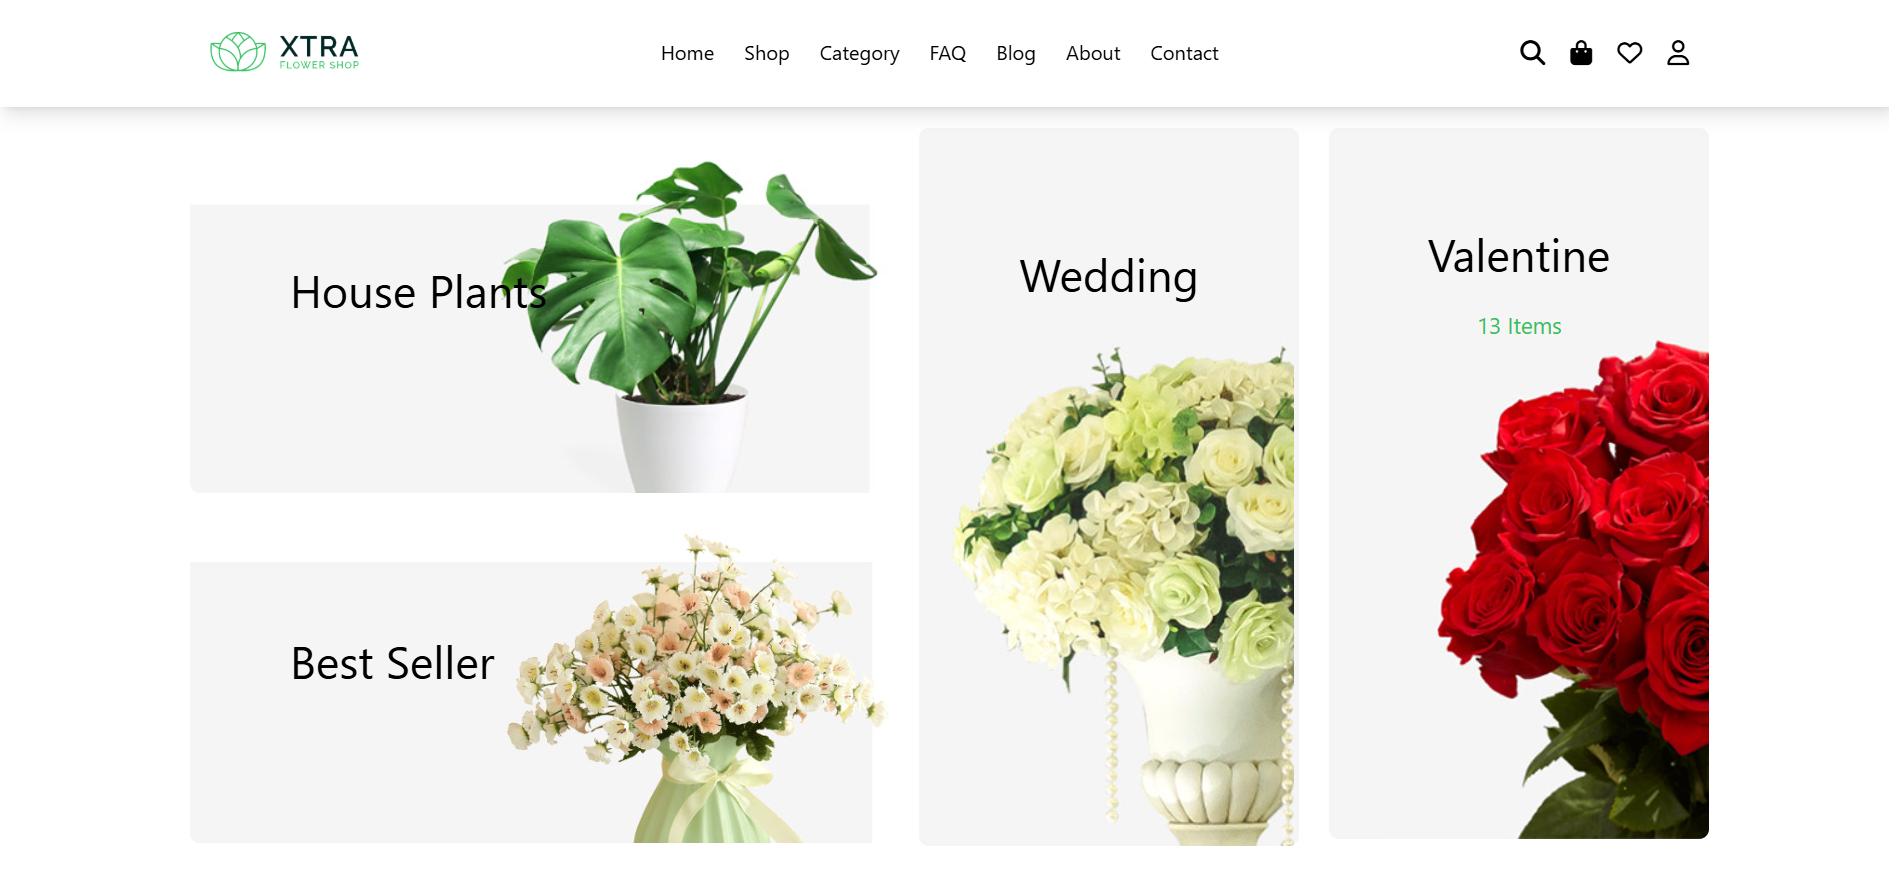 XTRA
FLOWER SHOP
Home
Shop
Category
FAQ
Blog
About
Contact
House Plants
Wedding
Valentine
13 Items
Best Seller